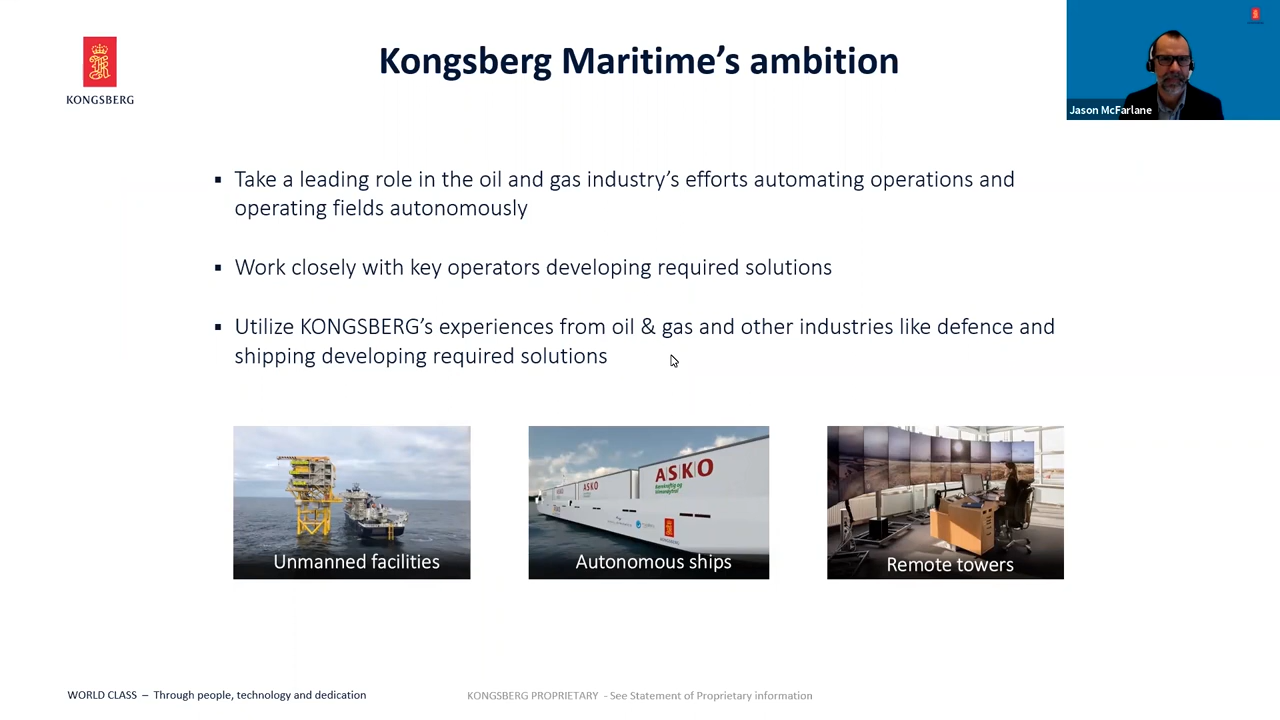 Kongsberg Maritime’s ambition
KONGSBERG
Jason McFarlane
▪ Take a leading role in the oil and gas industry’s efforts automating operations and
operating fields autonomously
▪ Work closely with key operators developing required solutions
▪ Utilize KONGSBERG’s experiences from oil & gas and other industries like defence and
shipping developing required solutions
ASKO
ASKO
Unmanned facilities
Autonomous ships
Remote towers
WORLD CLASS – Through people, technology and dedication
KONGSBERG PROPRIETARY - See Statement of Proprietary information